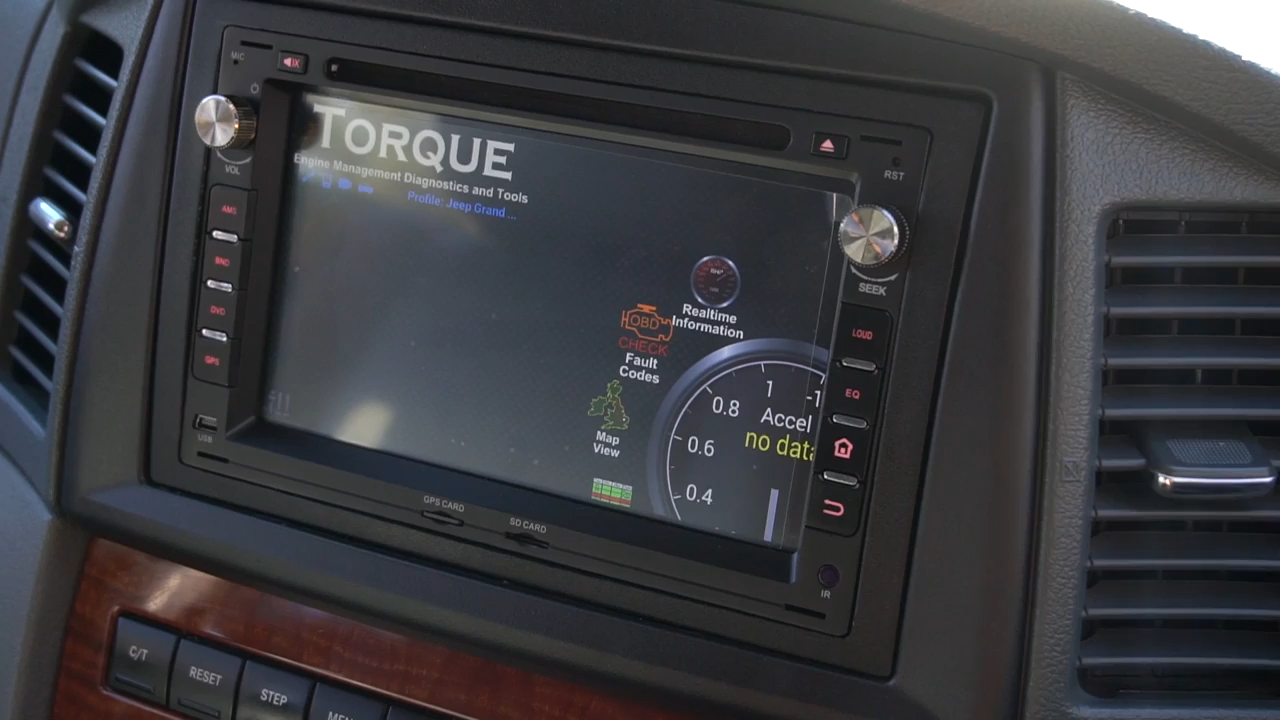 MIC
VOL
AMS
BND
DVD
GPS
USB
TORQUE
Engine Management Diagnostics and Tools
Profile: Jeep Grand ...
Realtime
Information
OBD
CHECK
Fault
Codes
Map
View
1
-1
0.8
Accel
no data
0.6
0.4
RST
SEEK
LOUD
EQ
IR
GPS CARD
SD CARD
C/T
RESET
STEP